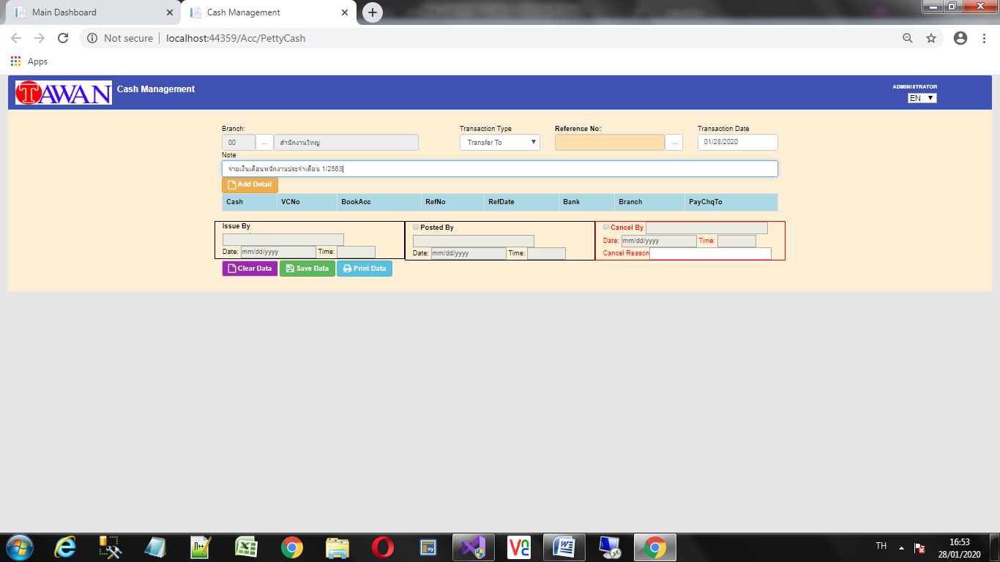 Main Dashboard
Cash Management
Not secure
localhost:44359/Acc/PettyCash
Apps
TAWAN
Cash Management
ADMINISTRATOR
EN
Branch:
Transaction Type
Reference No:
Transaction Date
00
...
สำนักงานใหญ่
Transfer To
...
01/28/2020
Note
จ่ายเงินเดือนพนักงานประจำเดือน 1/2563
Add Detail
Cash VCNo BookAcc RefNo RefDate Bank Branch PayChqTo
Issue By
Date: mm/dd/yyyy Time:
Posted By
Date: mm/dd/yyyy Time:
Cancel By
Date: mm/dd/yyyy Time:
Cancel Reason
Clear Data
Save Data
Print Data
TH
16:53
28/01/2020